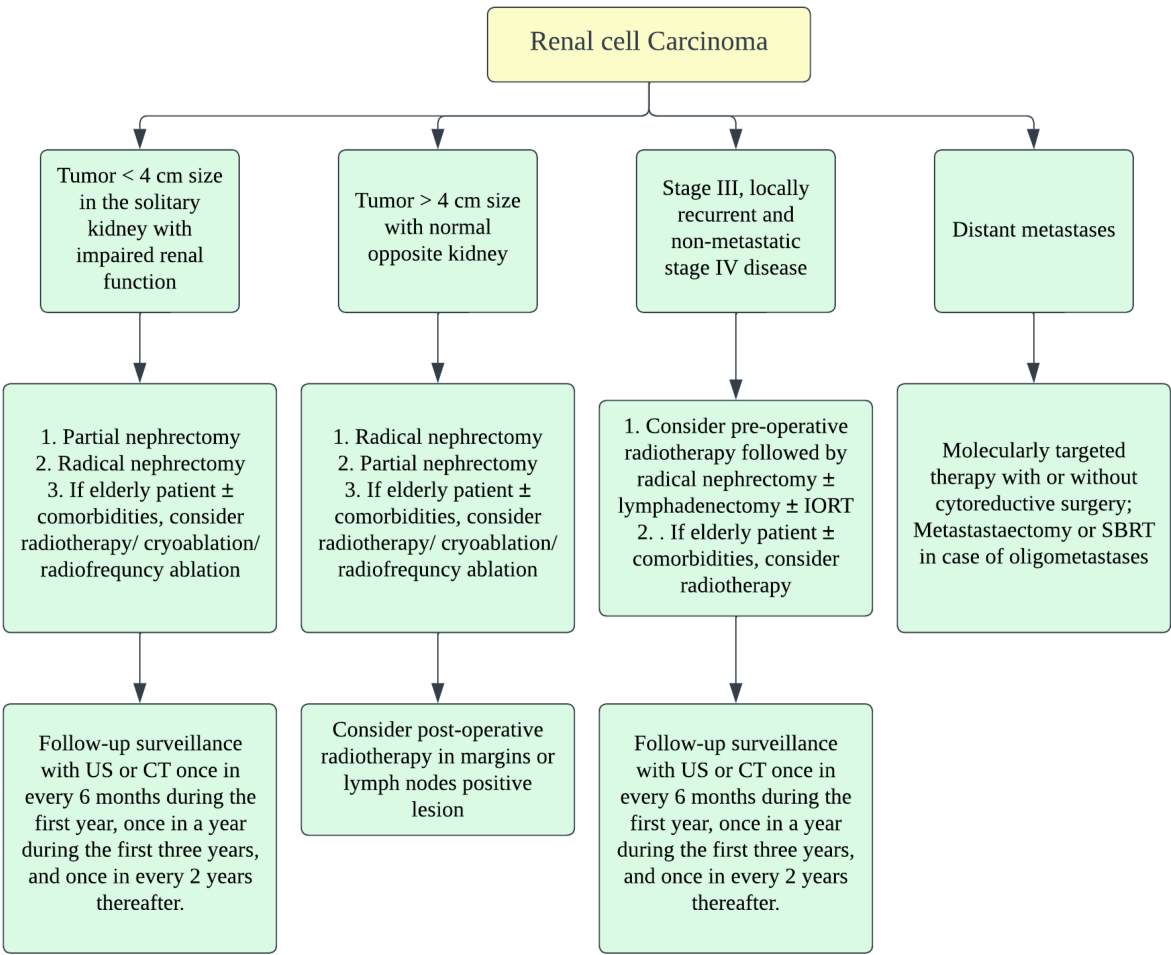 Renal cell Carcinoma
Tumor < 4 cm size
in the solitary
kidney with
impaired renal
function
Tumor > 4 cm size
with normal
opposite kidney
Stage III, locally
recurrent and
non-metastatic
stage IV disease
Distant metastases
1. Partial nephrectomy
2. Radical nephrectomy
3. If elderly patient ±
comorbidities, consider
radiotherapy/ cryoablation/
radiofrequncy ablation
1. Radical nephrectomy
2. Partial nephrectomy
3. If elderly patient ±
comorbidities, consider
radiotherapy/ cryoablation/
radiofrequncy ablation
1. Consider pre-operative
radiotherapy followed by
radical nephrectomy ±
lymphadenectomy ± IORT
2. . If elderly patient ±
comorbidities, consider
radiotherapy
Molecularly targeted
therapy with or without
cytoreductive surgery;
Metastastaectomy or SBRT
in case of oligometastases
Follow-up surveillance
with US or CT once in
every 6 months during the
first year, once in a year
during the first three years,
and once in every 2 years
thereafter.
Consider post-operative
radiotherapy in margins or
lymph nodes positive
lesion
Follow-up surveillance
with US or CT once in
every 6 months during the
first year, once in a year
during the first three years,
and once in every 2 years
thereafter.